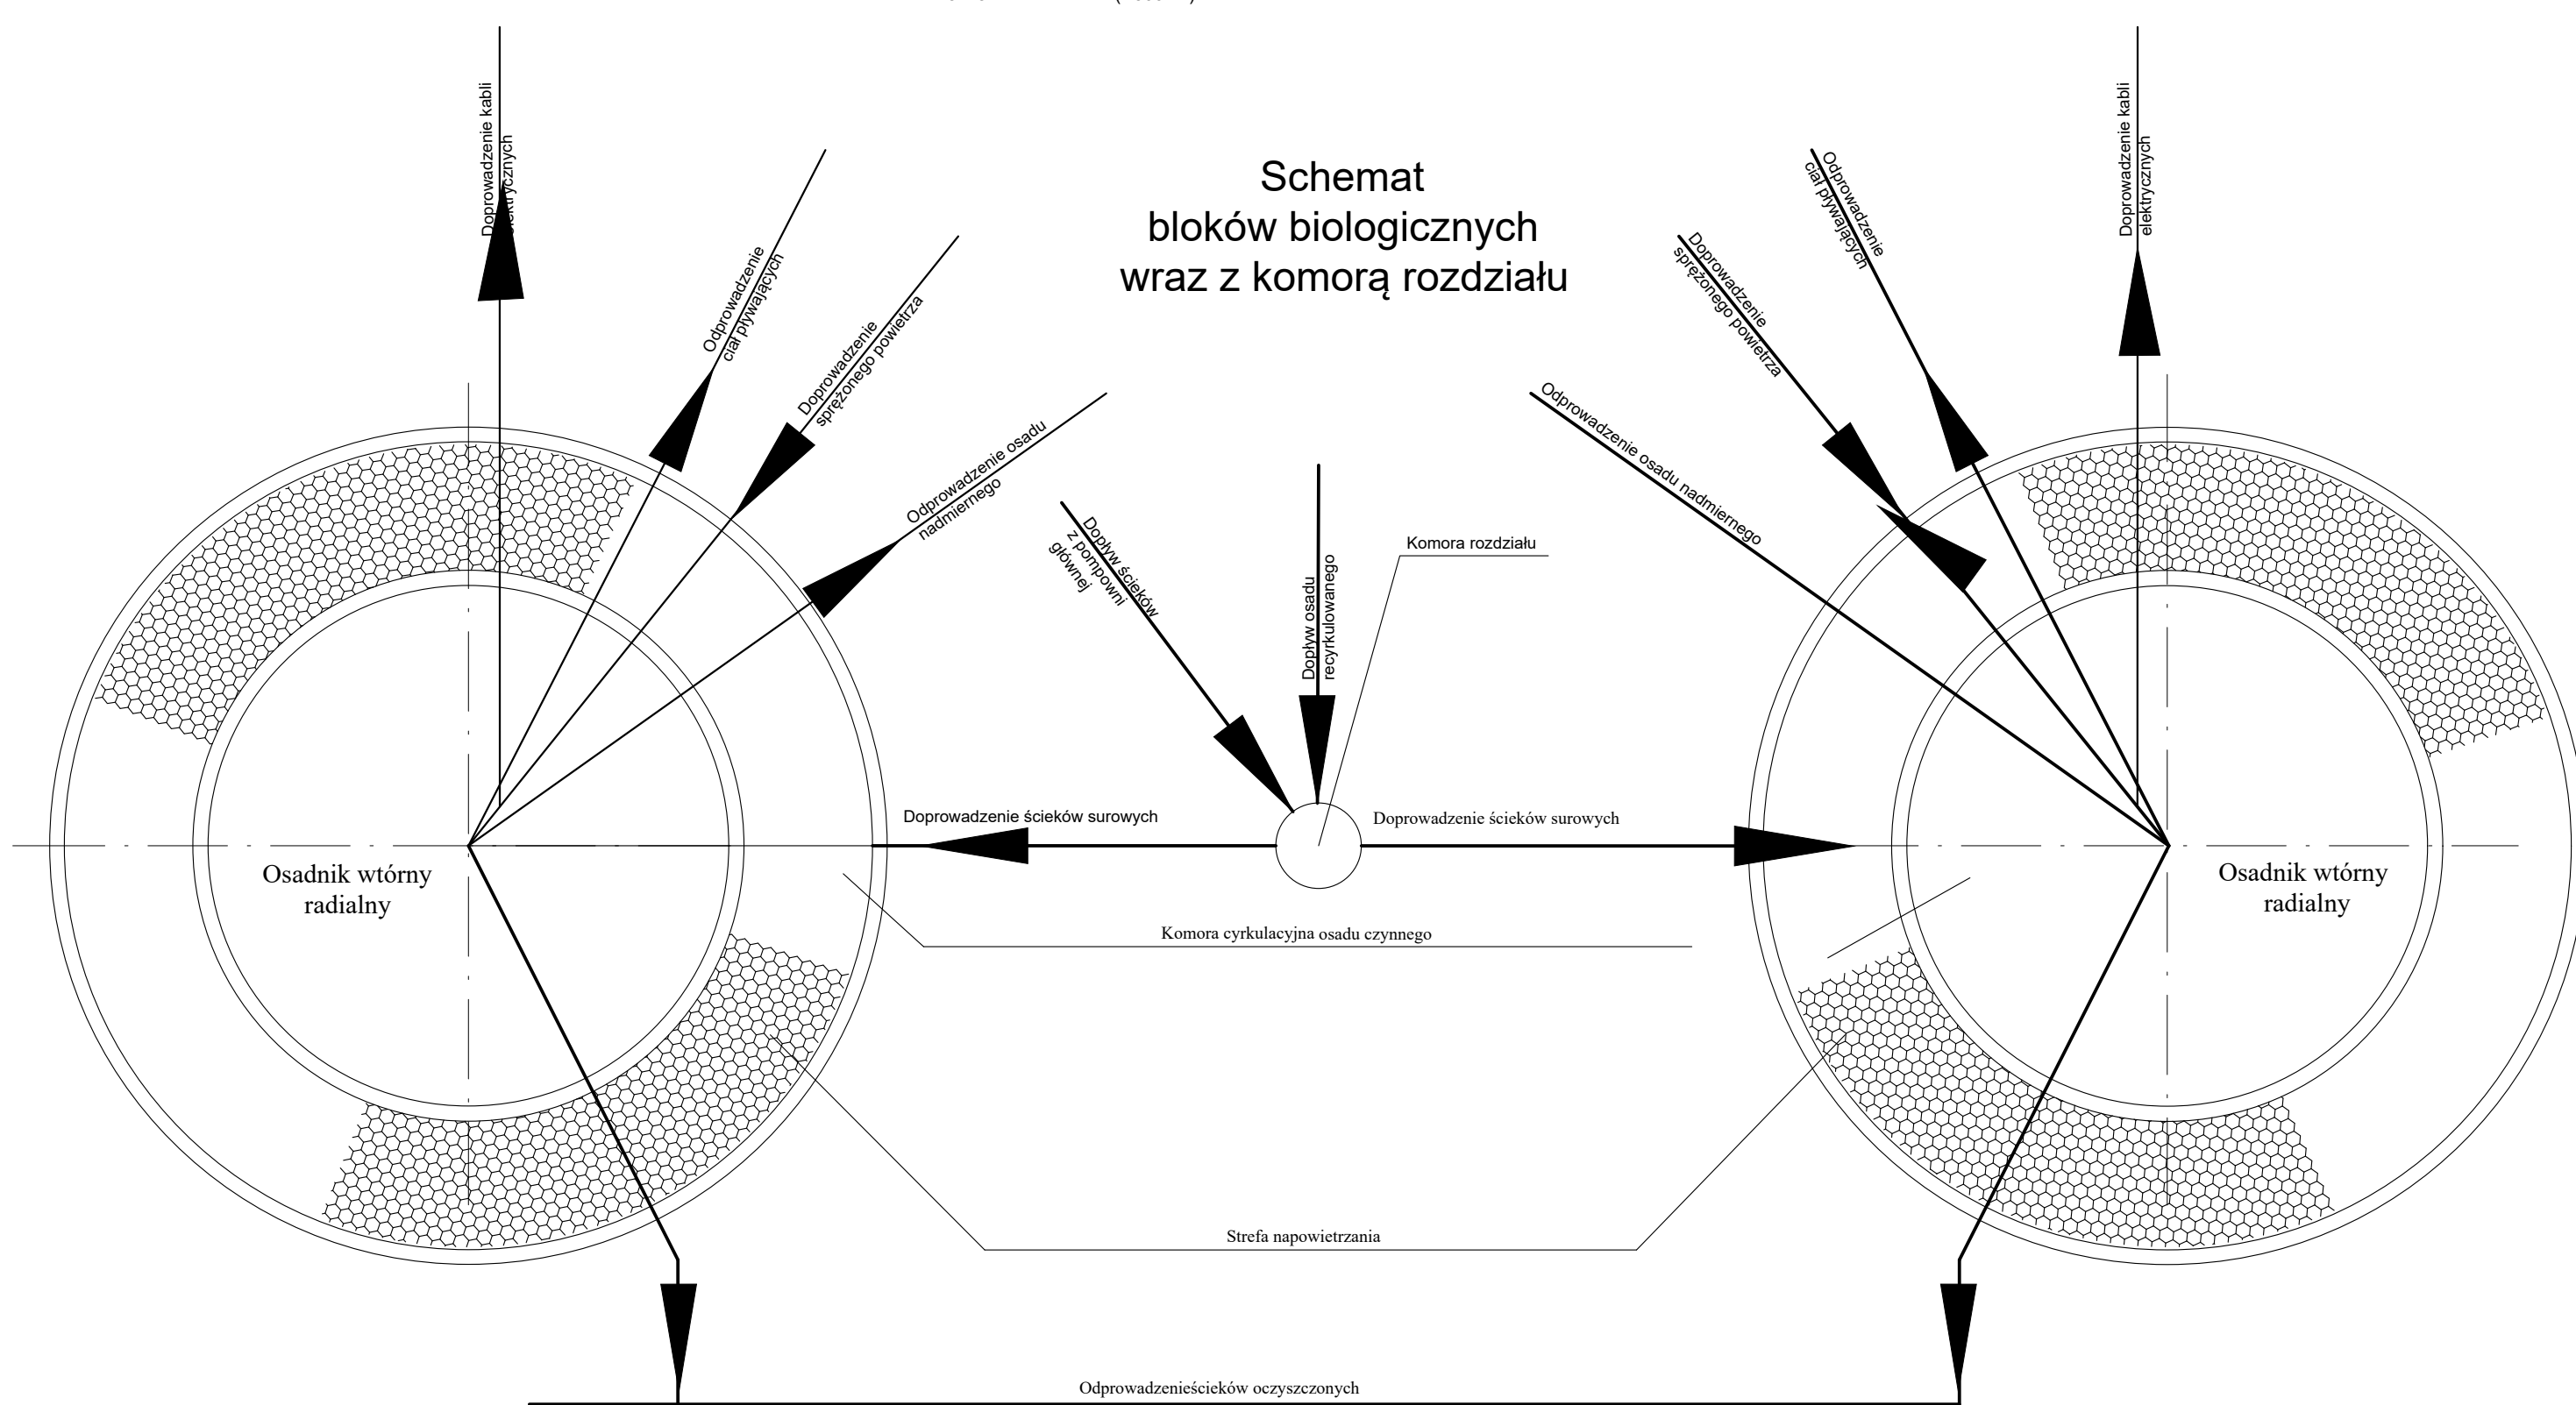 Schemat
bloków biologicznych
wraz z komorą rozdziału
Doprowadzenie kabli
elektrycznych
Odprowadzenie
ciał pływających
Doprowadzenie
sprężonego powietrza
Odprowadzenie osadu
nadmiernego
Dopływ ścieków
z pompowni
głównej
Dopływ osadu
recyrkulowanego
Komora rozdziału
Odprowadzenie osadu nadmiernego
Doprowadzenie
sprężonego powietrza
Odprowadzenie
ciał pływających
Doprowadzenie kabli
elektrycznych
Doprowadzenie ścieków surowych
Doprowadzenie ścieków surowych
Osadnik wtórny
radialny
Osadnik wtórny
radialny
Komora cyrkulacyjna osadu czynnego
Strefa napowietrzania
Odprowadzenieścieków oczyszczonych